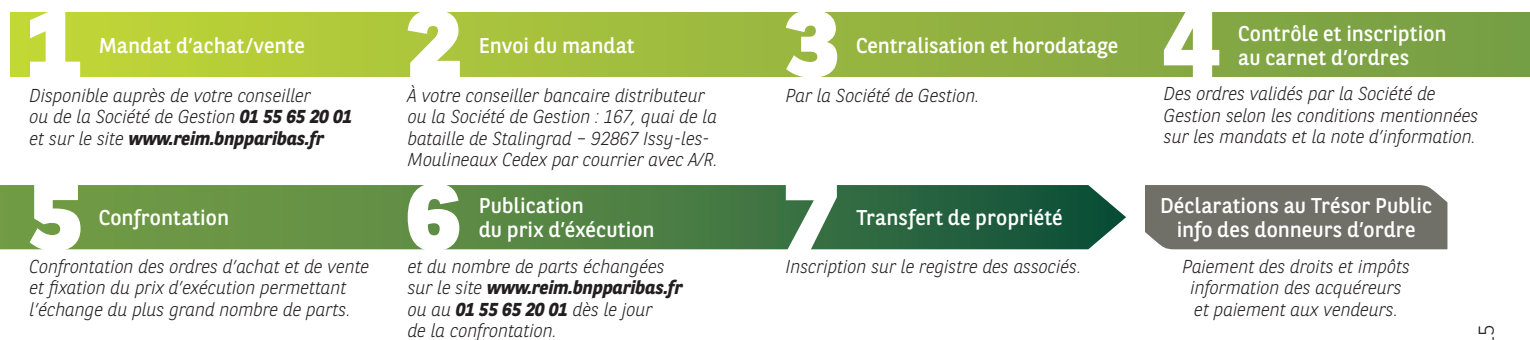 1 Mandat d'achat/vente
Disponible auprès de votre conseiller
ou de la Société de Gestion 01 55 65 20 01
et sur le site www.reim.bnpparibas.fr
2 Envoi du mandat
À votre conseiller bancaire distributeur
ou la Société de Gestion : 167, quai de la
bataille de Stalingrad – 92867 Issy-les-
Moulineaux Cedex par courrier avec A/R.
3 Centralisation et horodatage
Par la Société de Gestion.
4 Contrôle et inscription
au carnet d'ordres
Des ordres validés par la Société de
Gestion selon les conditions mentionnées
sur les mandats et la note d'information.
5 Confrontation
Confrontation des ordres d'achat et de vente
et fixation du prix d'exécution permettant
l'échange du plus grand nombre de parts.
6 Publication
du prix d'éxécution
et du nombre de parts échangées
sur le site www.reim.bnpparibas.fr
ou au 01 55 65 20 01 dès le jour
de la confrontation.
7 Transfert de propriété
Inscription sur le registre des associés.
Déclarations au Trésor Public
info des donneurs d'ordre
Paiement des droits et impôts
information des acquéreurs
et paiement aux vendeurs.